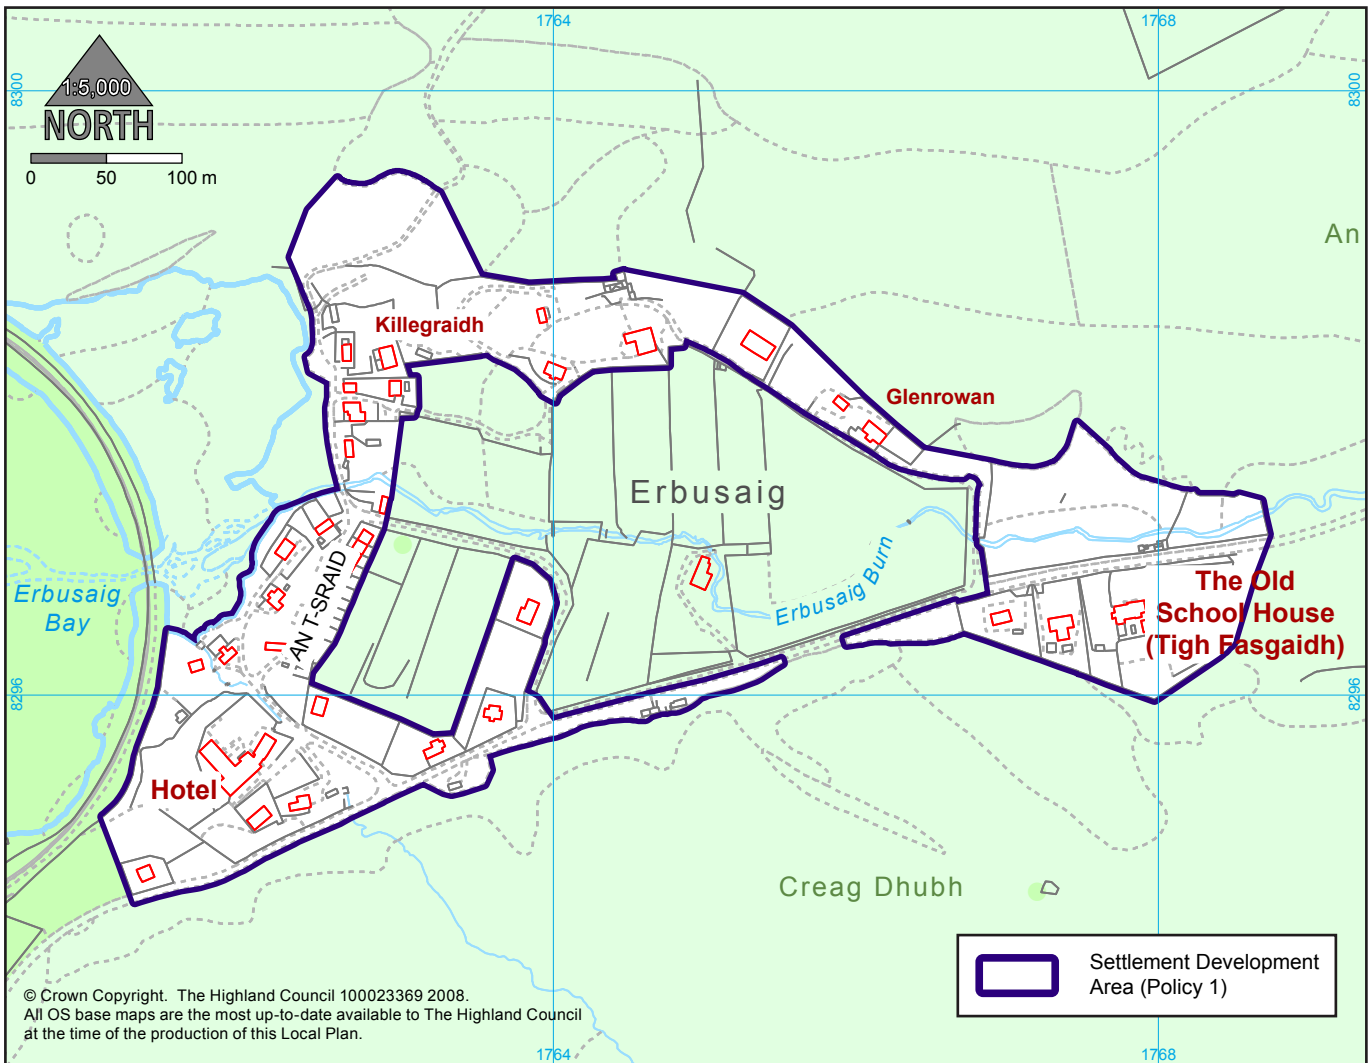 1764
1768
8300
8300
1:5,000
NORTH
0 50 100 m
An
Killegraidh
Glenrowan
Erbusaig
AN T-SRAID
Erbusaig Burn
Erbusaig
Bay
The Old
School House
(Tigh Fasgaidh)
8296
8296
Hotel
Creag Dhubh
Settlement Development
Area (Policy 1)
© Crown Copyright. The Highland Council 100023369 2008.
All OS base maps are the most up-to-date available to The Highland Council
at the time of the production of this Local Plan.
1764
1768